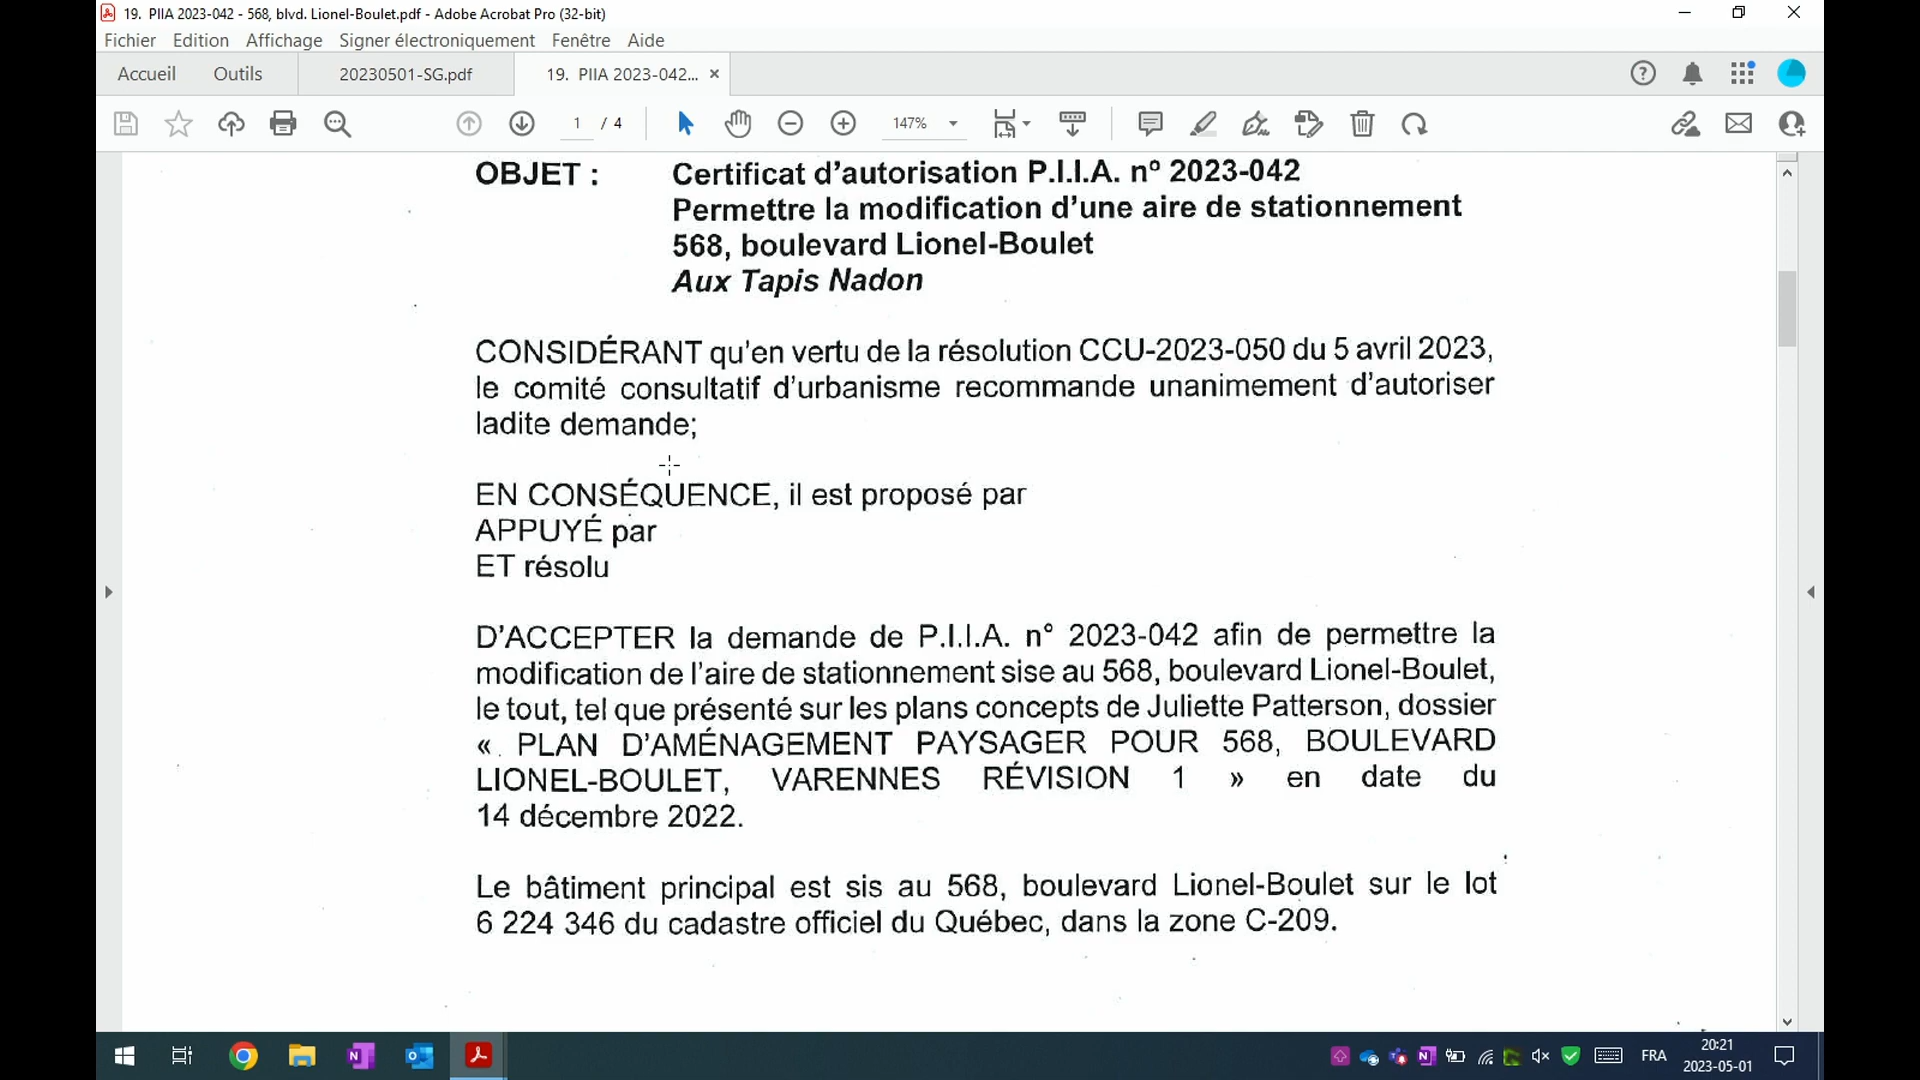 19. PIIA 2023-042 - 568, blvd. Lionel-Boulet.pdf - Adobe Acrobat Pro (32-bit)
Fichier Edition Affichage Signer électroniquement Fenêtre Aide
Accueil Outils 20230501-SG.pdf 19. PIIA 2023-042...
1 / 4 147%
OBJET : Certificat d'autorisation P.I.I.A. nº 2023-042
Permettre la modification d'une aire de stationnement
568, boulevard Lionel-Boulet
Aux Tapis Nadon
CONSIDÉRANT qu'en vertu de la résolution CCU-2023-050 du 5 avril 2023,
le comité consultatif d'urbanisme recommande unanimement d'autoriser
ladite demande;
EN CONSÉQUENCE, il est proposé par
APPUYÉ par
ET résolu
D'ACCEPTER la demande de P.I.I.A. n° 2023-042 afin de permettre la
modification de l'aire de stationnement sise au 568, boulevard Lionel-Boulet,
le tout, tel que présenté sur les plans concepts de Juliette Patterson, dossier
« PLAN D'AMÉNAGEMENT PAYSAGER POUR 568, BOULEVARD
LIONEL-BOULET, VARENNES RÉVISION 1 » en date du
14 décembre 2022.
Le bâtiment principal est sis au 568, boulevard Lionel-Boulet sur le lot
6 224 346 du cadastre officiel du Québec, dans la zone C-209.
FRA
20:21
2023-05-01